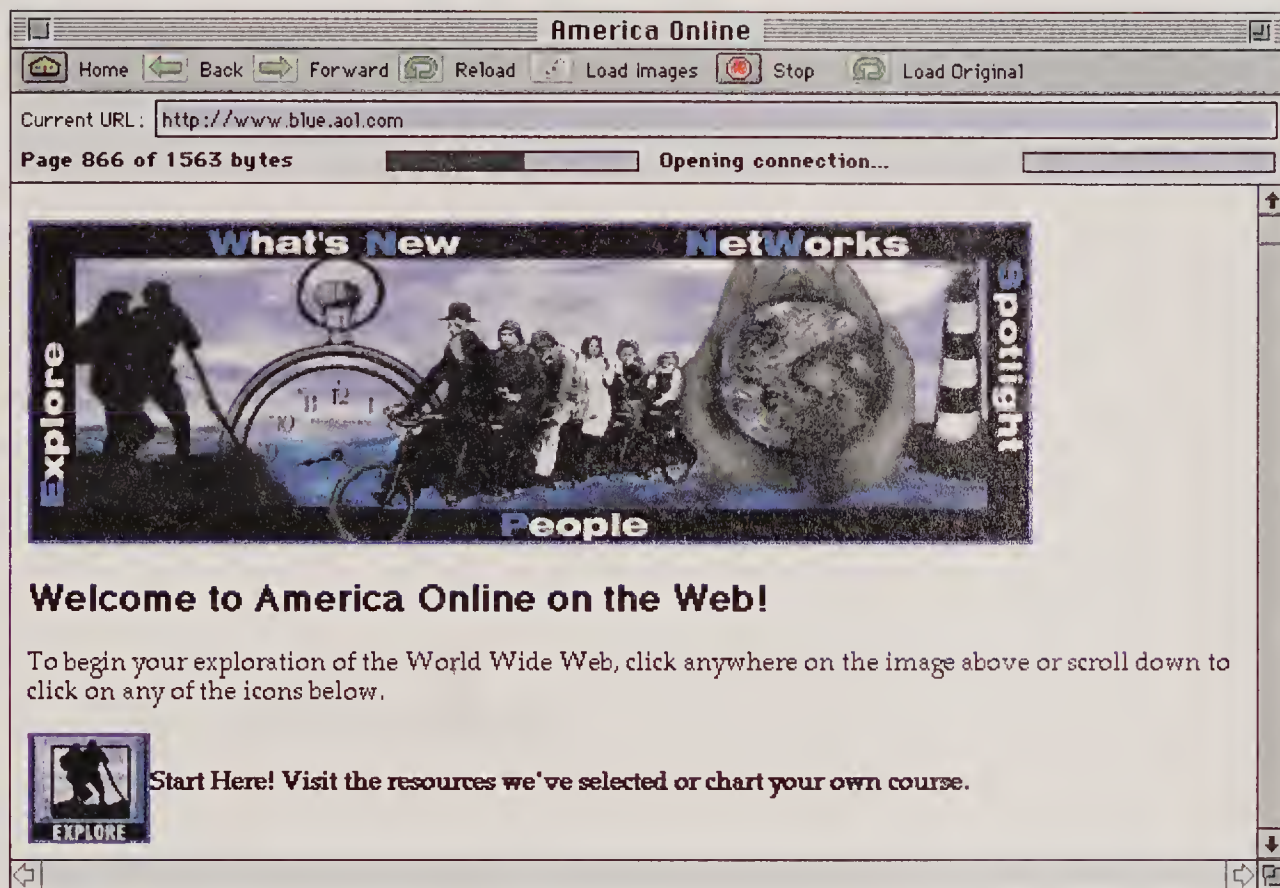 America Online
Home Back Forward Reload Load Images Stop Load Original
Current URL: http://www.blue.aol.com
Page 866 of 1563 bytes Opening connection...
What's New NetWorks
Explore
Spotlight
11 12 1
10
People
Welcome to America Online on the Web!
To begin your exploration of the World Wide Web, click anywhere on the image above or scroll down to
click on any of the icons below.
Start Here! Visit the resources we've selected or chart your own course.
EXPLORE